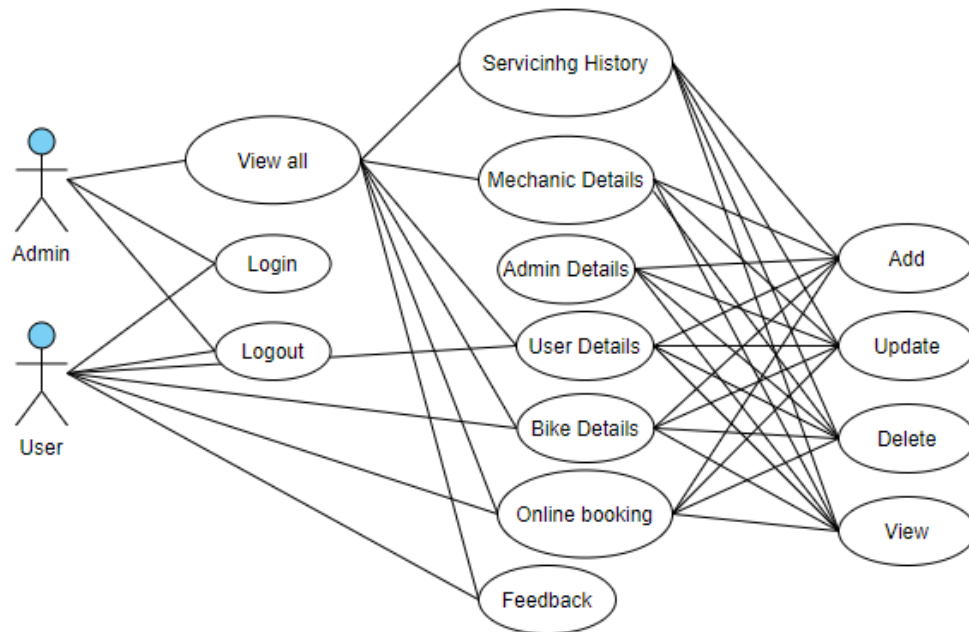 Servicinhg History
View all
Mechanic Details
Admin
Add
Login
Admin Details
User Details
Update
Logout
User
Bike Details
Delete
Online booking
View
Feedback